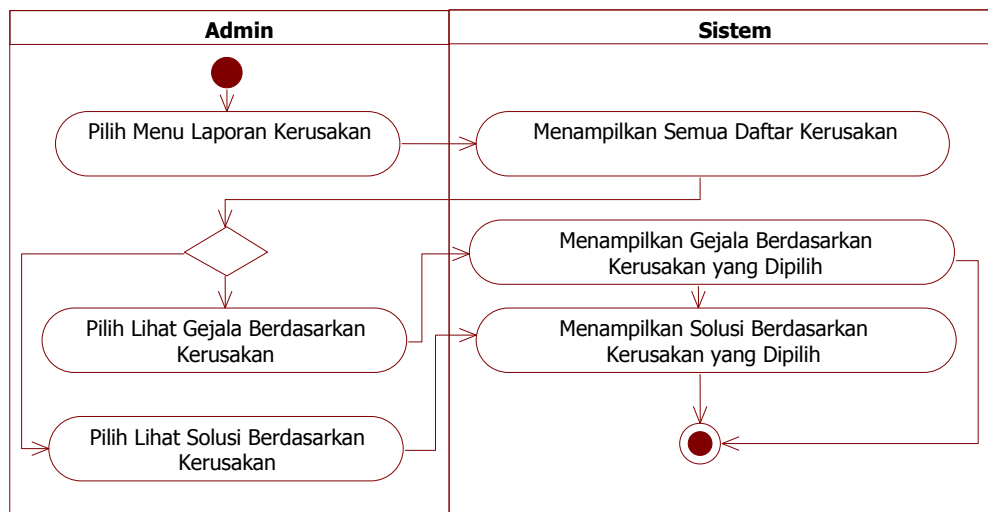 Admin
Sistem
Pilih Menu Laporan Kerusakan
Menampilkan Semua Daftar Kerusakan
Menampilkan Gejala Berdasarkan
Kerusakan yang Dipilih
Pilih Lihat Gejala Berdasarkan
Kerusakan
Menampilkan Solusi Berdasarkan
Kerusakan yang Dipilih
Pilih Lihat Solusi Berdasarkan
Kerusakan